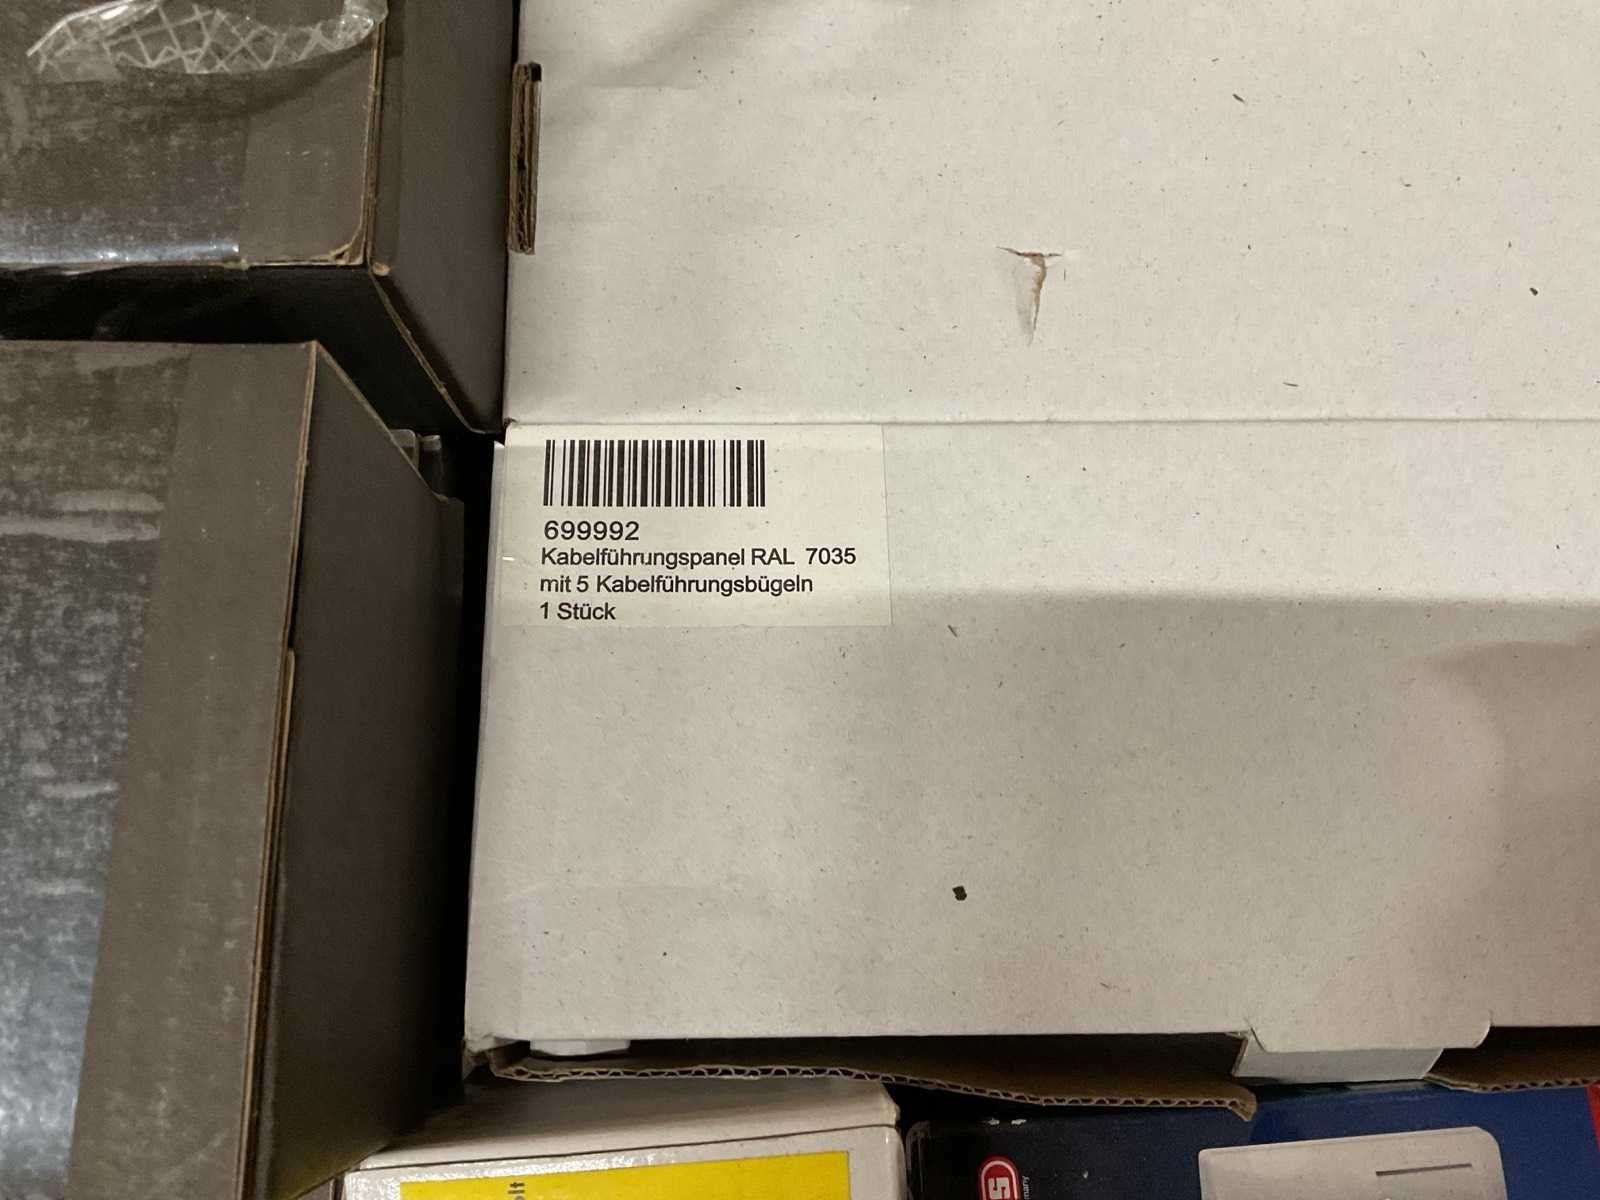 699992
Kabelführungspanel RAL 7035
mit 5 Kabelführungsbügeln
1 Stück